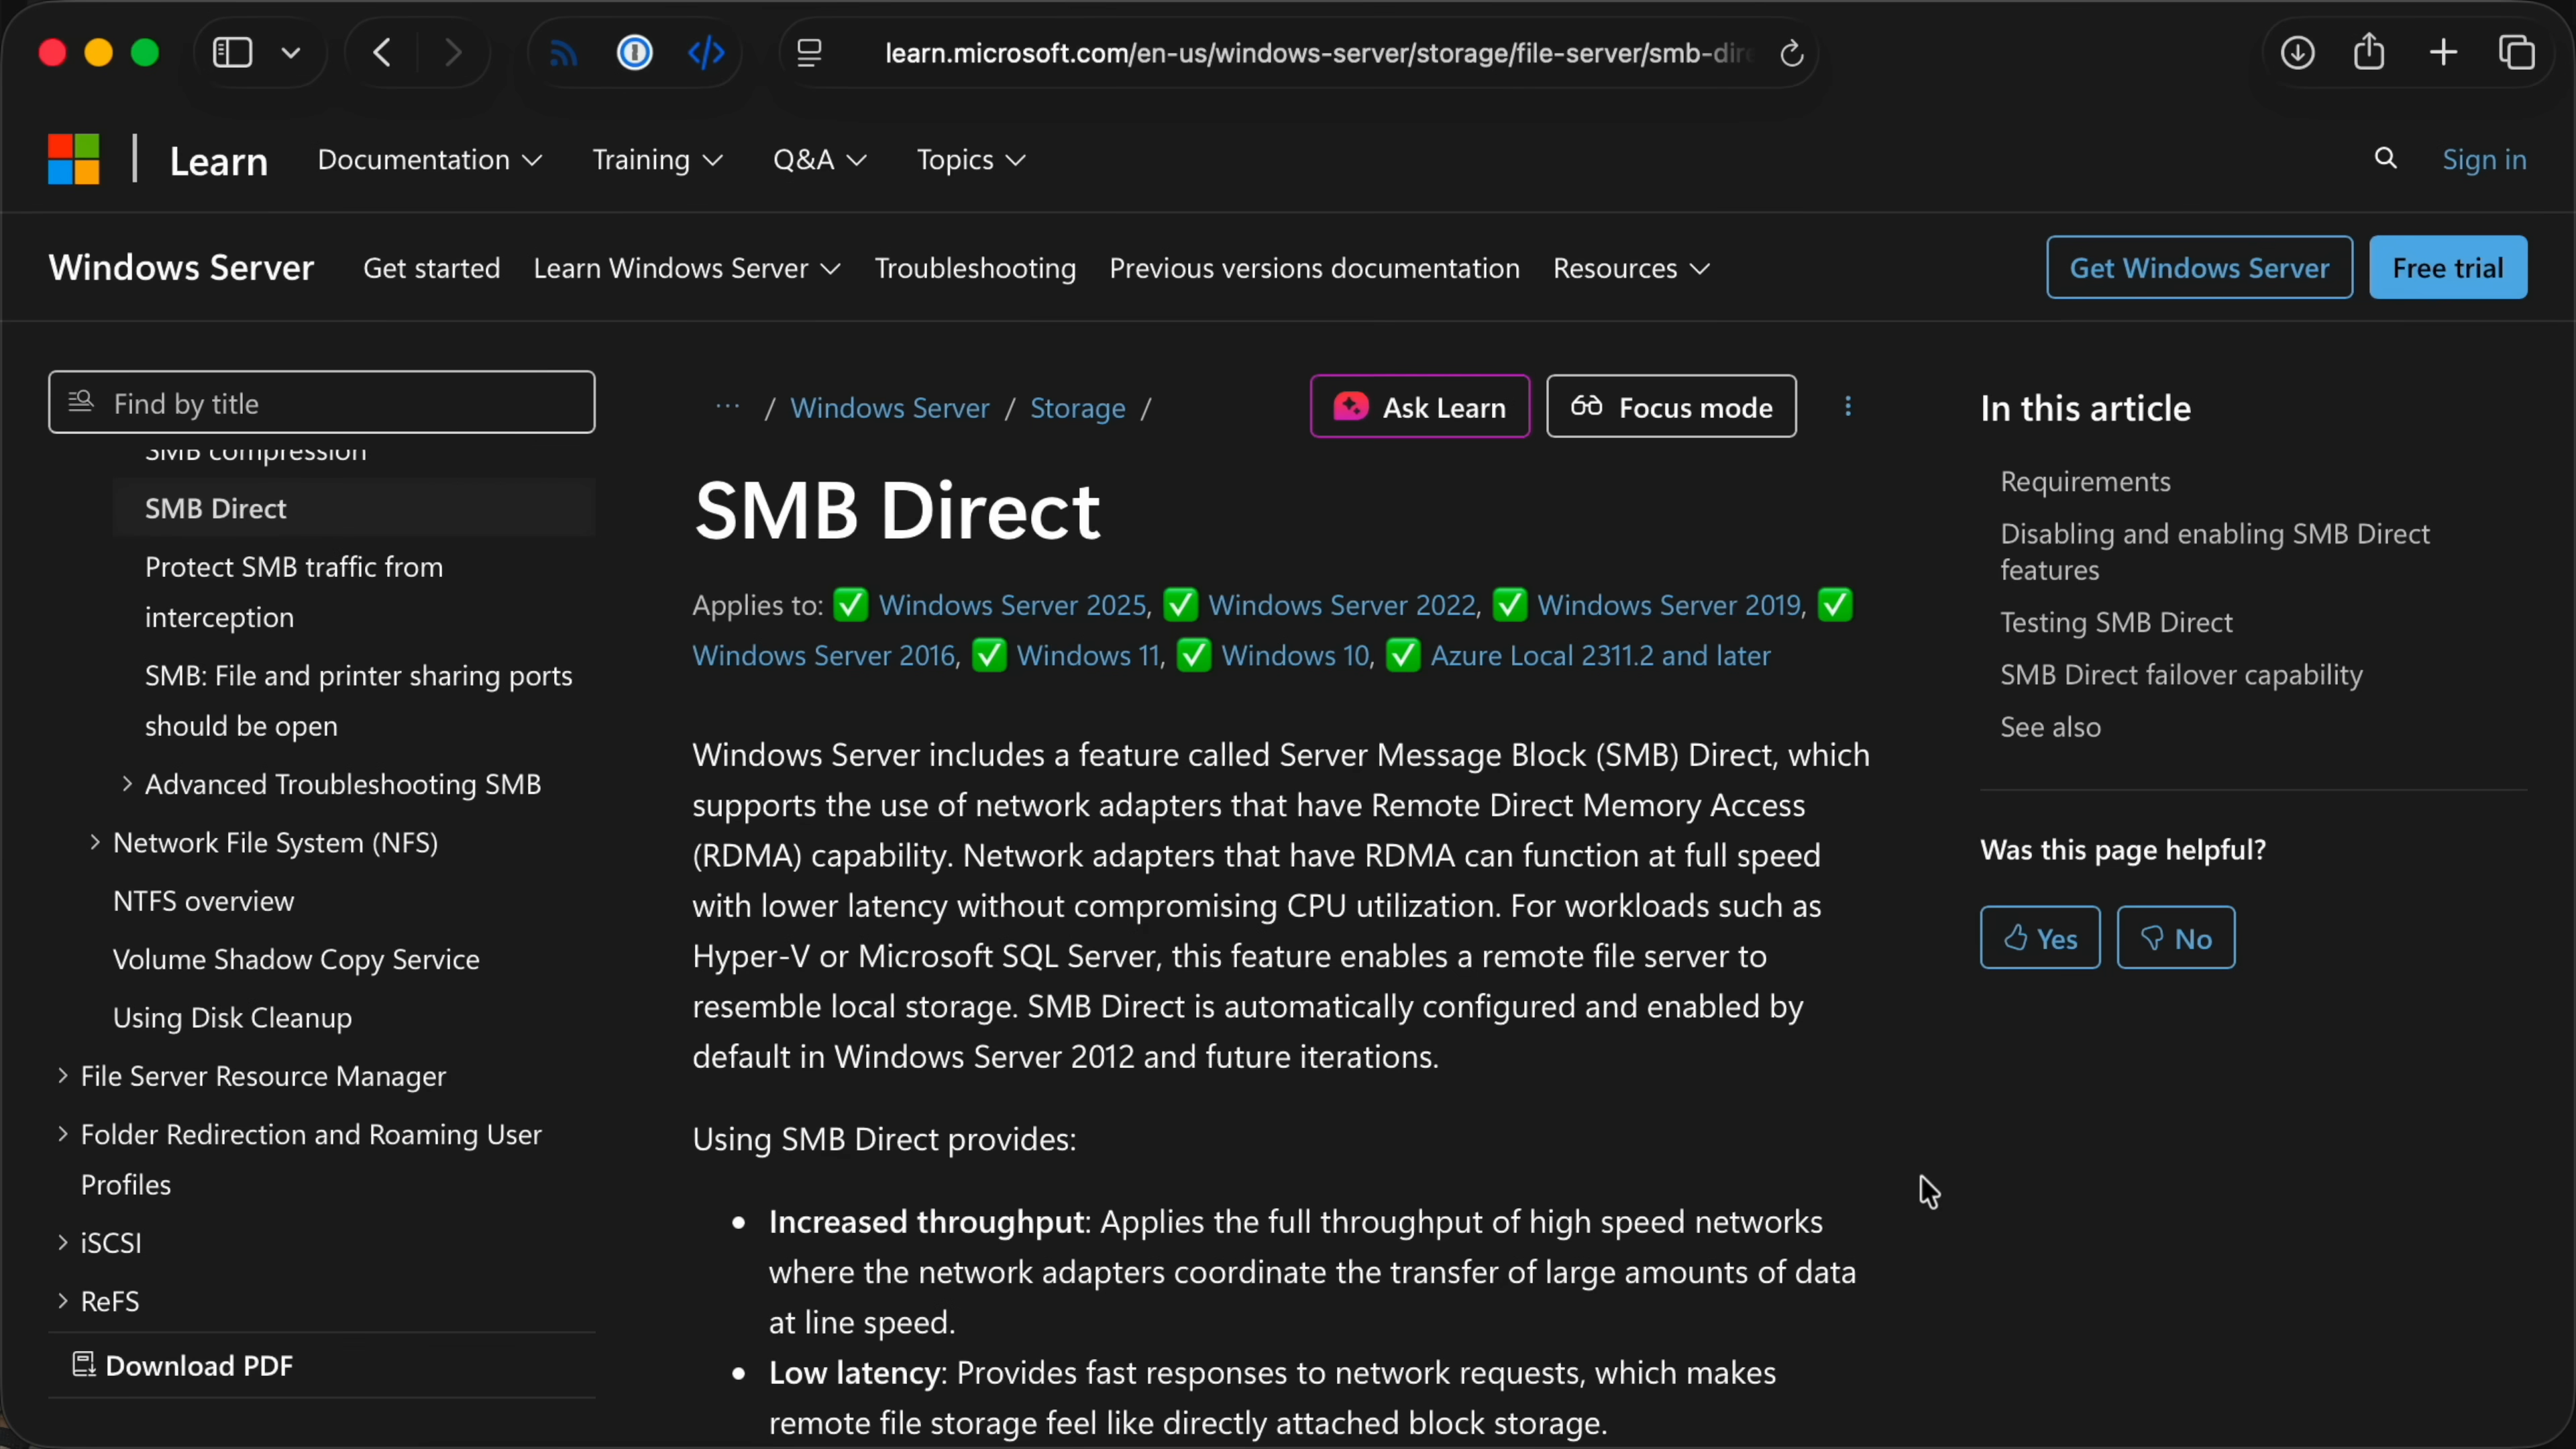 learn.microsoft.com/en-us/windows-server/storage/file-server/smb-dire
Learn
Documentation
Training
Q&A
Topics
Sign in
Windows Server
Get started
Learn Windows Server
Troubleshooting
Previous versions documentation
Resources
Get Windows Server
Free trial
Find by title
SMB compression
SMB Direct
Protect SMB traffic from
interception
SMB: File and printer sharing ports
should be open
Advanced Troubleshooting SMB
Network File System (NFS)
NTFS overview
Volume Shadow Copy Service
Using Disk Cleanup
File Server Resource Manager
Folder Redirection and Roaming User
Profiles
iSCSI
ReFS
Download PDF
··· / Windows Server / Storage /
Ask Learn
Focus mode
SMB Direct
Applies to: ✅ Windows Server 2025, ✅ Windows Server 2022, ✅ Windows Server 2019, ✅
Windows Server 2016, ✅ Windows 11, ✅ Windows 10, ✅ Azure Local 2311.2 and later
Windows Server includes a feature called Server Message Block (SMB) Direct, which
supports the use of network adapters that have Remote Direct Memory Access
(RDMA) capability. Network adapters that have RDMA can function at full speed
with lower latency without compromising CPU utilization. For workloads such as
Hyper-V or Microsoft SQL Server, this feature enables a remote file server to
resemble local storage. SMB Direct is automatically configured and enabled by
default in Windows Server 2012 and future iterations.
Using SMB Direct provides:
• Increased throughput: Applies the full throughput of high speed networks
where the network adapters coordinate the transfer of large amounts of data
at line speed.
• Low latency: Provides fast responses to network requests, which makes
remote file storage feel like directly attached block storage.
In this article
Requirements
Disabling and enabling SMB Direct
features
Testing SMB Direct
SMB Direct failover capability
See also
Was this page helpful?
Yes
No